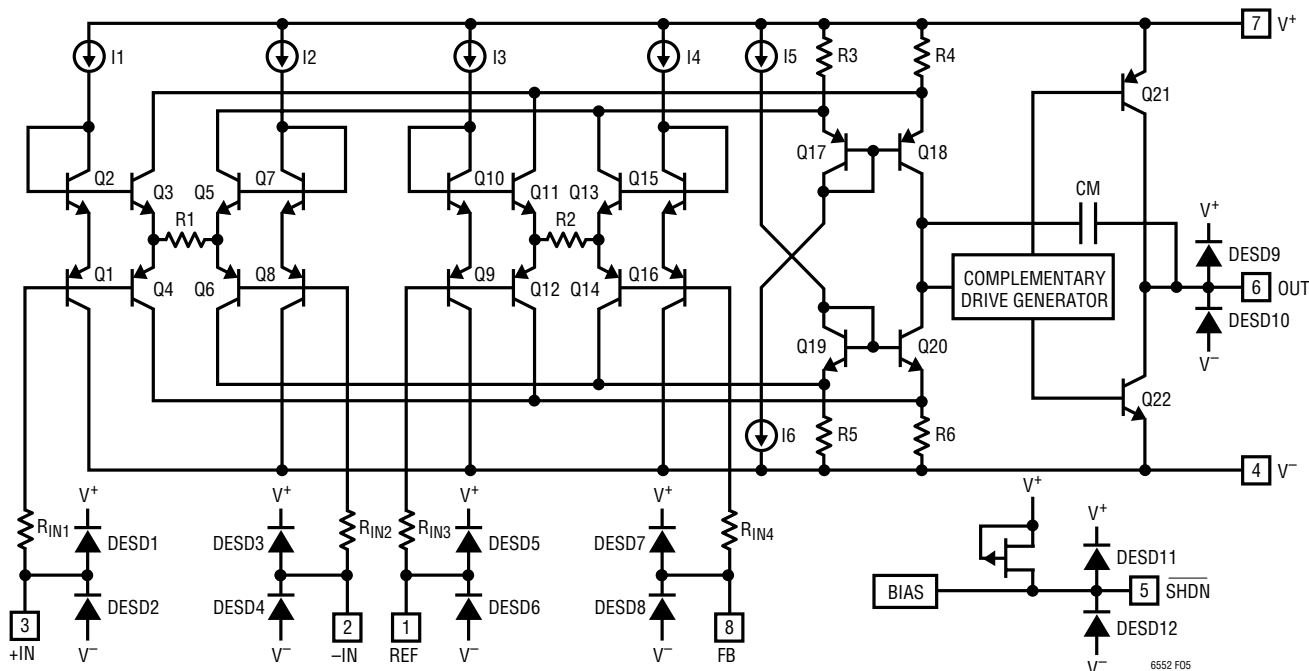 7 V+
I1 I2 I3 I4 I5 R3 R4
Q21
Q17 Q18
Q2 Q3 Q5 Q7 Q10 Q11 Q13 Q15
CM
V+
R1 R2
DESD9
COMPLEMENTARY
DRIVE GENERATOR
6 OUT
Q1 Q4 Q6 Q8 Q9 Q12 Q14 Q16
DESD10
Q19 Q20
V−
Q22
I6 R5 R6
4 V−
V+ V+ V+ V+ V+
RIN1 RIN2 RIN3 RIN4
V+
DESD1 DESD3 DESD5 DESD7
DESD11
BIAS
5 SHDN
DESD2 DESD4 DESD6 DESD8
DESD12
3 2 1 8
+IN V− V− −IN REF V− V− FB
V−
6552 F05